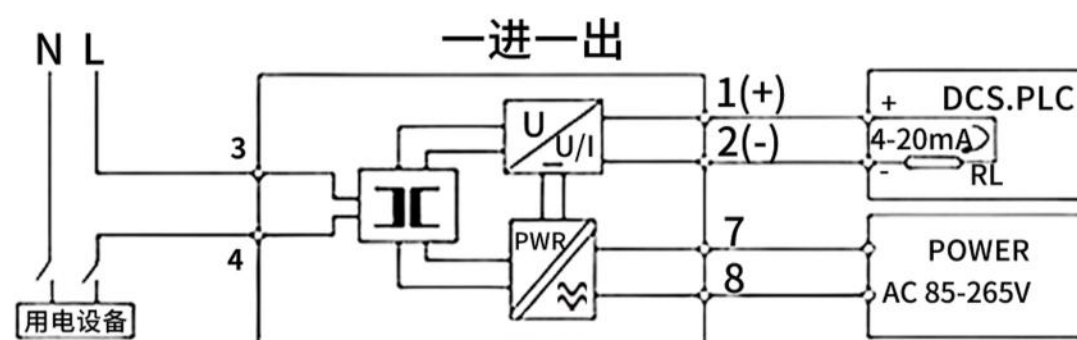 一进一出
N L
3
4
用电设备
U
U/I
PWR
1(+)
2(-)
7
8
+ DCS.PLC
4-20mA
- RL
POWER
AC 85-265V